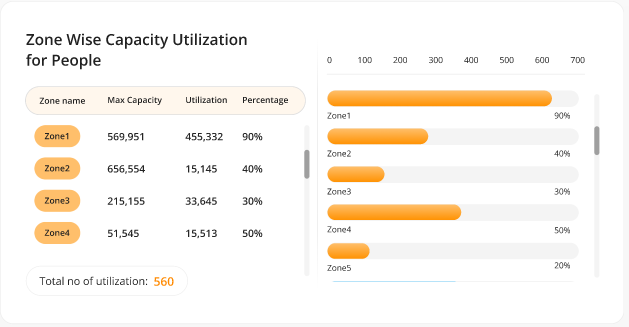 Zone Wise Capacity Utilization
for People
Zone name Max Capacity Utilization Percentage
Zone1 569,951 455,332 90%
Zone2 656,554 15,145 40%
Zone3 215,155 33,645 30%
Zone4 51,545 15,513 50%
Total no of utilization: 560
0 100 200 300 400 500 600 700
Zone1 90%
Zone2 40%
Zone3 30%
Zone4 50%
Zone5 20%